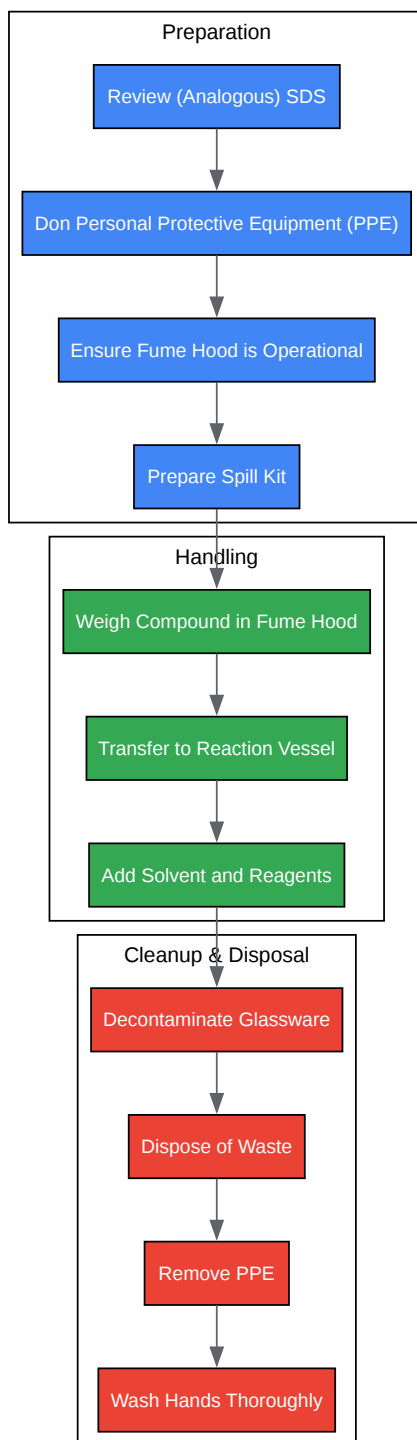 Preparation
Review (Analogous) SDS
Don Personal Protective Equipment (PPE)
Ensure Fume Hood is Operational
Prepare Spill Kit
Handling
Weigh Compound in Fume Hood
Transfer to Reaction Vessel
Add Solvent and Reagents
Cleanup & Disposal
Decontaminate Glassware
Dispose of Waste
Remove PPE
Wash Hands Thoroughly